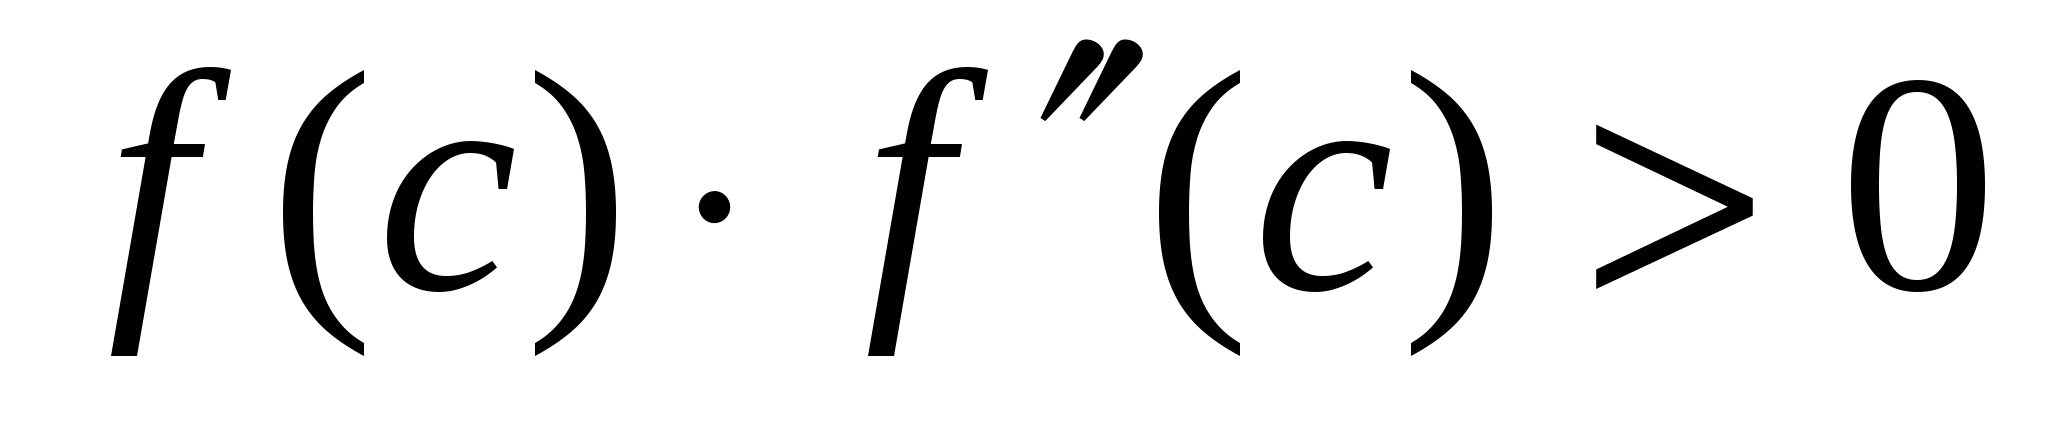 f (c) · f ″(c) > 0